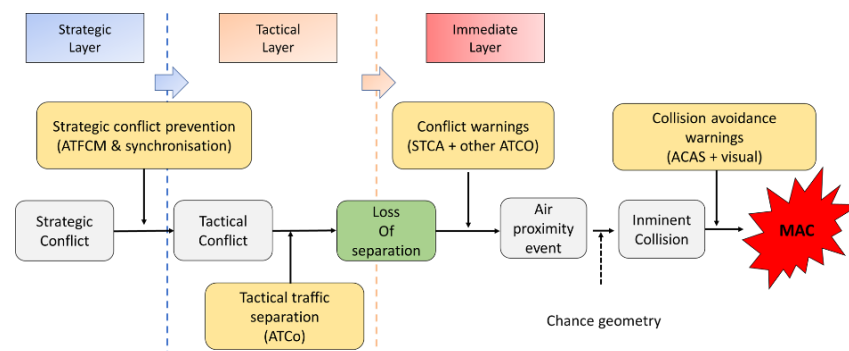 Strategic
Layer
Tactical
Layer
Immediate
Layer
Strategic conflict prevention
(ATFCM & synchronisation)
Conflict warnings
(STCA + other ATCO)
Collision avoidance
warnings
(ACAS + visual)
Strategic
Conflict
Tactical
Conflict
Loss
Of
separation
Air
proximity
event
Inminent
Collision
MAC
Tactical traffic
separation
(ATCo)
Chance geometry